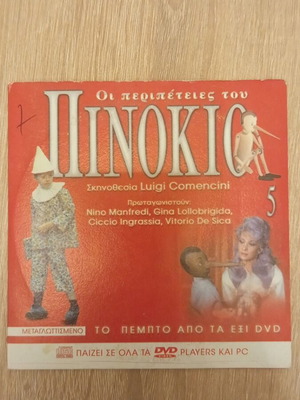 Οι περιπέτειες του
ΠΙΝΟΚΙΟ
Σκηνοθεσία Luigi Comencini
Πρωταγωνιστούν:
Nino Manfredi, Gina Lollobrigida,
Ciccio Ingrassia, Vitorio De Sica
5
ΜΕΤΑΓΛΩΤΤΙΣΜΕΝΟ ΤΟ ΠΕΜΠΤΟ ΑΠΟ ΤΑ ΕΞΙ DVD
ΠΑΙΖΕΙ ΣΕ ΟΛΑ ΤΑ DVD PLAYERS ΚΑΙ PC